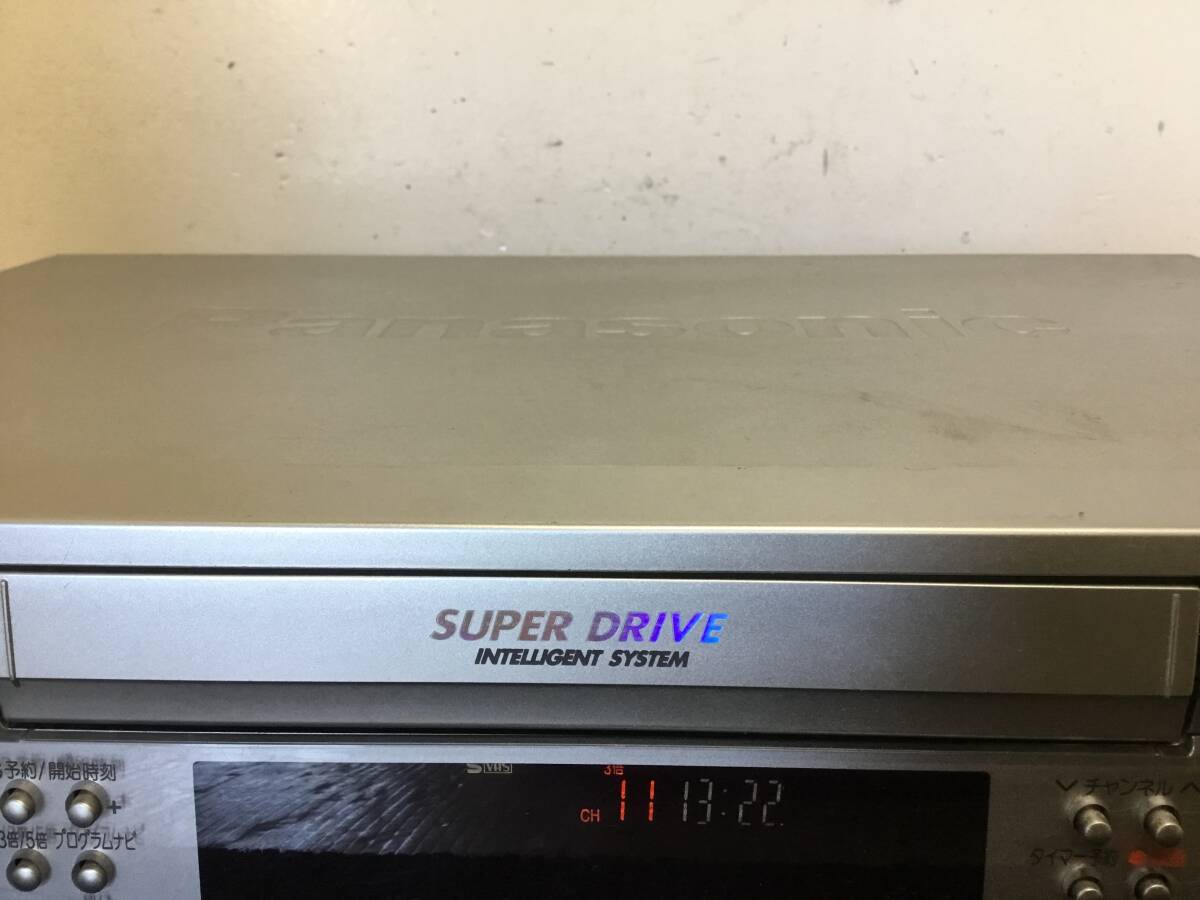 Panasonic
SUPER DRIVE
INTELLIGENT SYSTEM
予約/開始時刻
+
3倍/5倍 プログラムナビ
S VHS
3倍
CH 11 13:22
チャンネル
タイマー予約